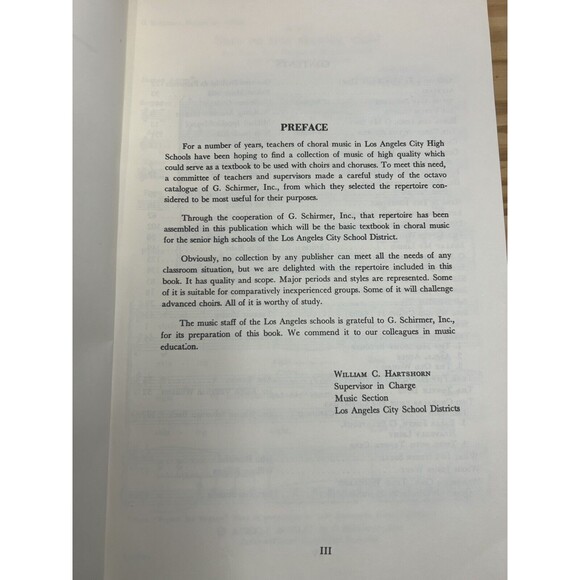 PREFACE
For a number of years, teachers of choral music in Los Angeles City High
Schools have been hoping to find a collection of music of high quality which
could serve as a textbook to be used with choirs and choruses. To meet this need,
a committee of teachers and supervisors made a careful study of the octavo
catalogue of G. Schirmer, Inc., from which they selected the repertoire con-
sidered to be most useful for their purposes.
Through the cooperation of G. Schirmer, Inc., that repertoire has been
assembled in this publication which will be the basic textbook in choral music
for the senior high schools of the Los Angeles City School District.
Obviously, no collection by any publisher can meet all the needs of any
classroom situation, but we are delighted with the repertoire included in this
book. It has quality and scope. Major periods and styles are represented. Some
of it is suitable for comparatively inexperienced groups. Some of it will challenge
advanced choirs. All of it is worthy of study.
The music staff of the Los Angeles schools is grateful to G. Schirmer, Inc.,
for its preparation of this book. We commend it to our colleagues in music
education.
WILLIAM C. HARTSHORN
Supervisor in Charge
Music Section
Los Angeles City School Districts
III